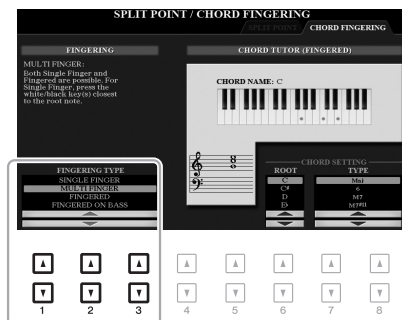 SPLIT POINT / CHORD FINGERING
SPLIT POINT
CHORD FINGERING
FINGERING
MULTI FINGER:
Both Single Finger and
Fingered are possible. For
Single Finger, press the
white/black key(s) closest
to the root note.
CHORD TUTOR (FINGERED)
CHORD NAME: C
FINGERING TYPE
SINGLE FINGER
MULTI FINGER
FINGERED
FINGERED ON BASS
CHORD SETTING
ROOT TYPE
C Maj
C# 6
D M7
E♭ M7#11
1 2 3 4 5 6 7 8